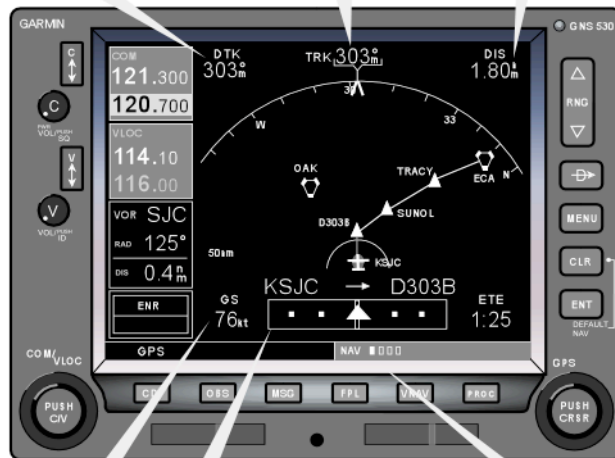 GARMIN
GNS 530
DTK
303°m
TRK 303°m
DIS
1.80nm
COM
121.300
120.700
VLOC
114.10
116.00
VOR SJC
RAD 125°
DIS 0.4nm
ENR
GPS
C
C
PWR
VOL/PUSH
SQ
V
V
VOL/PUSH
ID
COM/
VLOC
PUSH
C/V
W
33
N
OAK
TRACY
ECA
SUNOL
D303B
KSJC
50nm
KSJC → D303B
GS
76kt
ETE
1:25
NAV
RNG
D
MENU
CLR
ENT
DEFAULT
NAV
GPS
PUSH
CRSR
CDI
OBS
MSG
FPL
VNAV
PROC